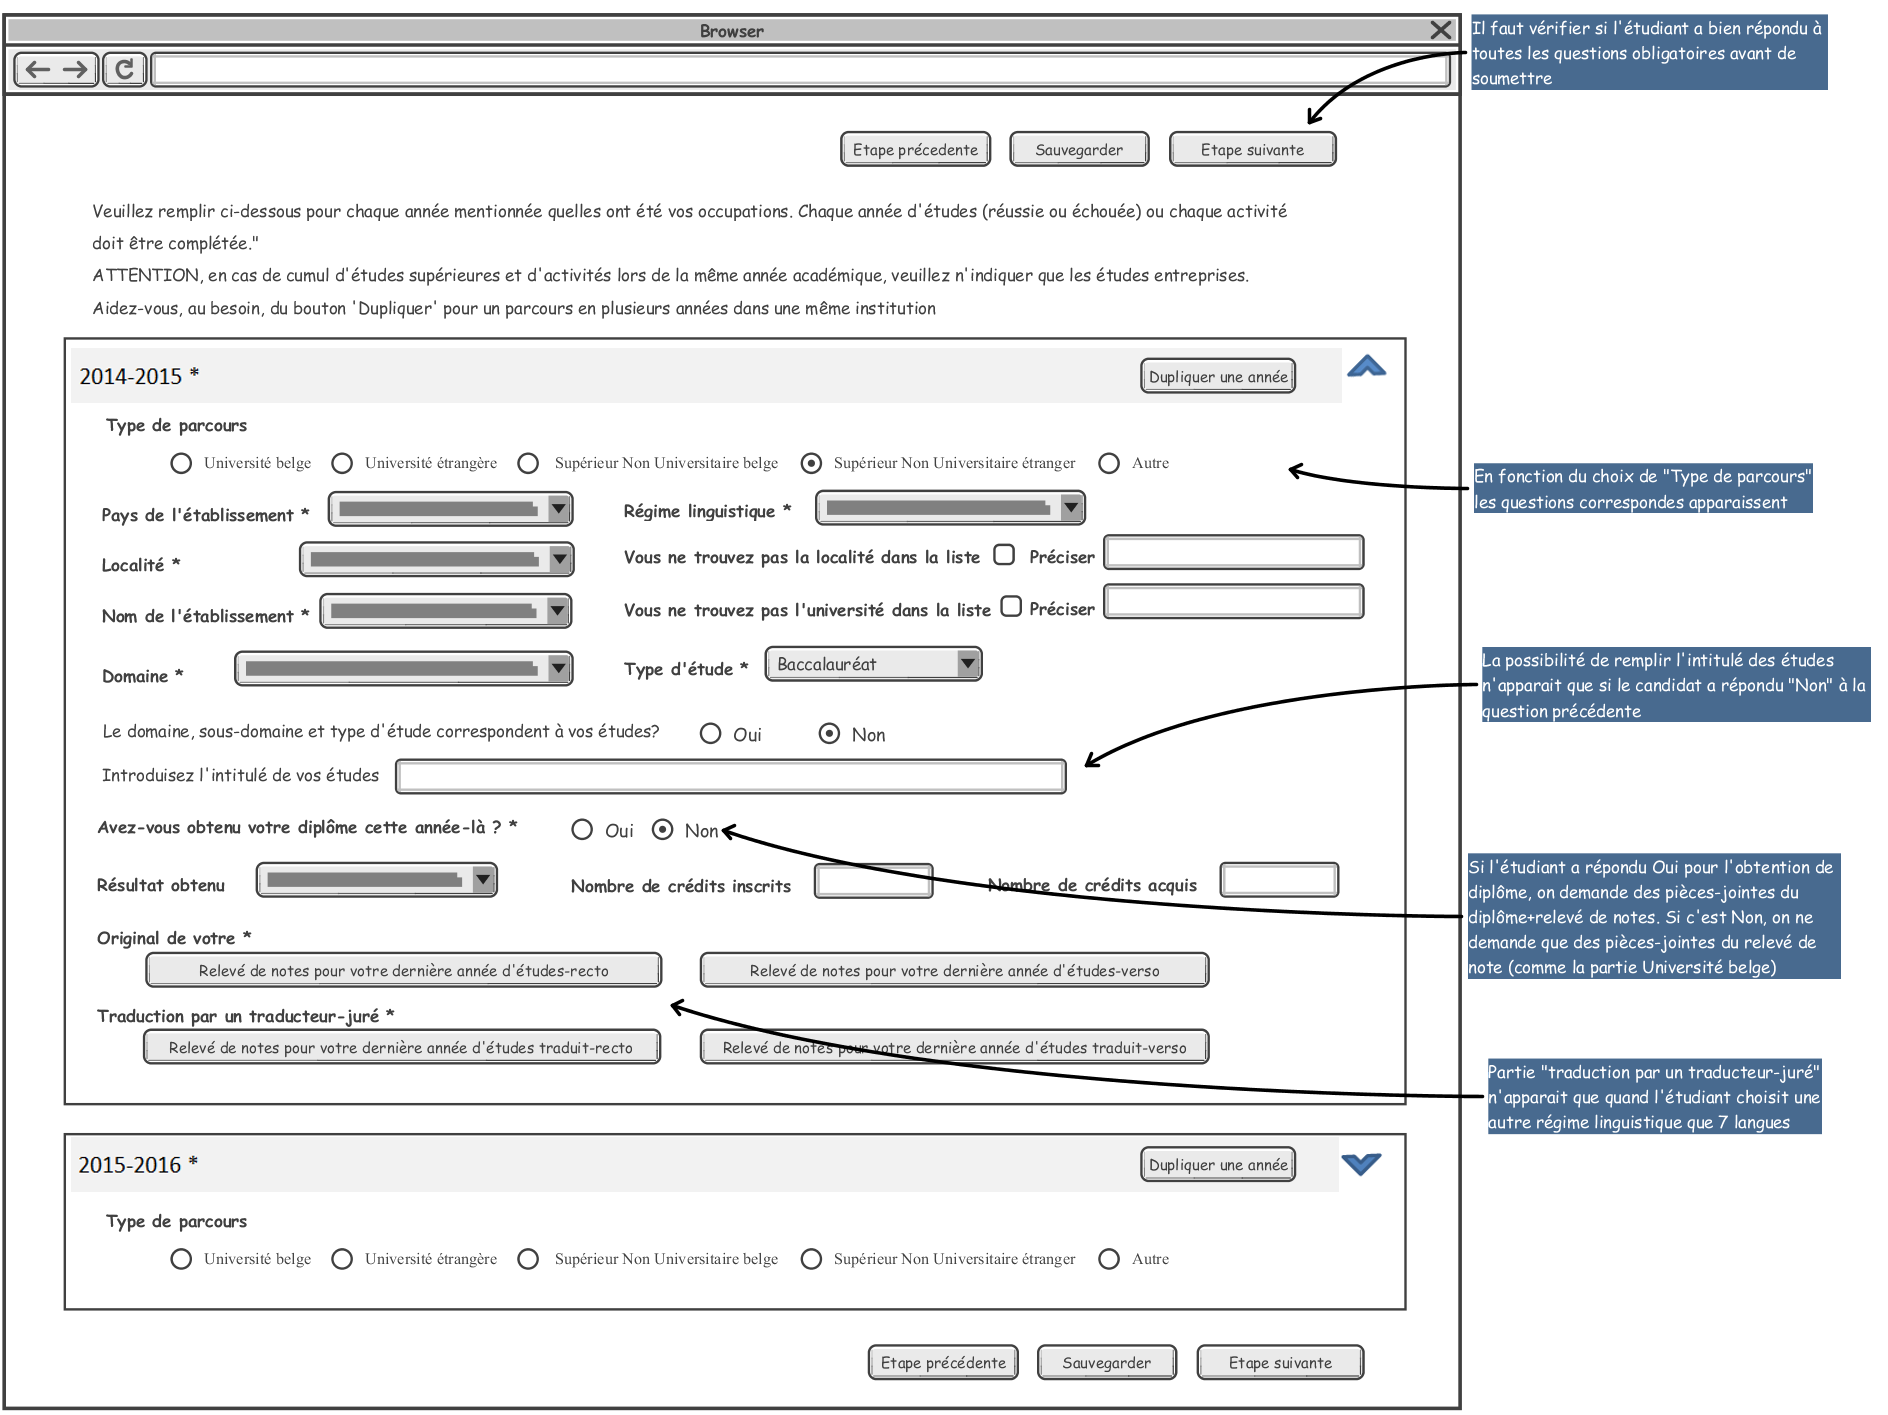 Browser
Il faut vérifier si l'étudiant a bien répondu à
toutes les questions obligatoires avant de
soumettre
Etape précedente
Sauvegarder
Etape suivante
Veuillez remplir ci-dessous pour chaque année mentionnée quelles ont été vos occupations. Chaque année d'études (réussie ou échouée) ou chaque activité
doit être complétée."
ATTENTION, en cas de cumul d'études supérieures et d'activités lors de la même année académique, veuillez n'indiquer que les études entreprises.
Aidez-vous, au besoin, du bouton 'Dupliquer' pour un parcours en plusieurs années dans une même institution
2014-2015 *
Dupliquer une année
Type de parcours
Université belge
Université étrangère
Supérieur Non Universitaire belge
Supérieur Non Universitaire étranger
Autre
En fonction du choix de "Type de parcours"
les questions correspondes apparaissent
Pays de l'établissement *
Régime linguistique *
Localité *
Vous ne trouvez pas la localité dans la liste
Préciser
Nom de l'établissement *
Vous ne trouvez pas l'université dans la liste
Préciser
Domaine *
Type d'étude *
Baccalauréat
La possibilité de remplir l'intitulé des études
n'apparait que si le candidat a répondu "Non" à la
question précédente
Le domaine, sous-domaine et type d'étude correspondent à vos études?
Oui
Non
Introduisez l'intitulé de vos études
Avez-vous obtenu votre diplôme cette année-là ? *
Oui
Non
Résultat obtenu
Nombre de crédits inscrits
Nombre de crédits acquis
Si l'étudiant a répondu Oui pour l'obtention de
diplôme, on demande des pièces-jointes du
diplôme+relevé de notes. Si c'est Non, on ne
demande que des pièces-jointes du relevé de
note (comme la partie Université belge)
Original de votre *
Relevé de notes pour votre dernière année d'études-recto
Relevé de notes pour votre dernière année d'études-verso
Traduction par un traducteur-juré *
Relevé de notes pour votre dernière année d'études traduit-recto
Relevé de notes pour votre dernière année d'études traduit-verso
Partie "traduction par un traducteur-juré"
n'apparait que quand l'étudiant choisit une
autre régime linguistique que 7 langues
2015-2016 *
Dupliquer une année
Type de parcours
Université belge
Université étrangère
Supérieur Non Universitaire belge
Supérieur Non Universitaire étranger
Autre
Etape précédente
Sauvegarder
Etape suivante